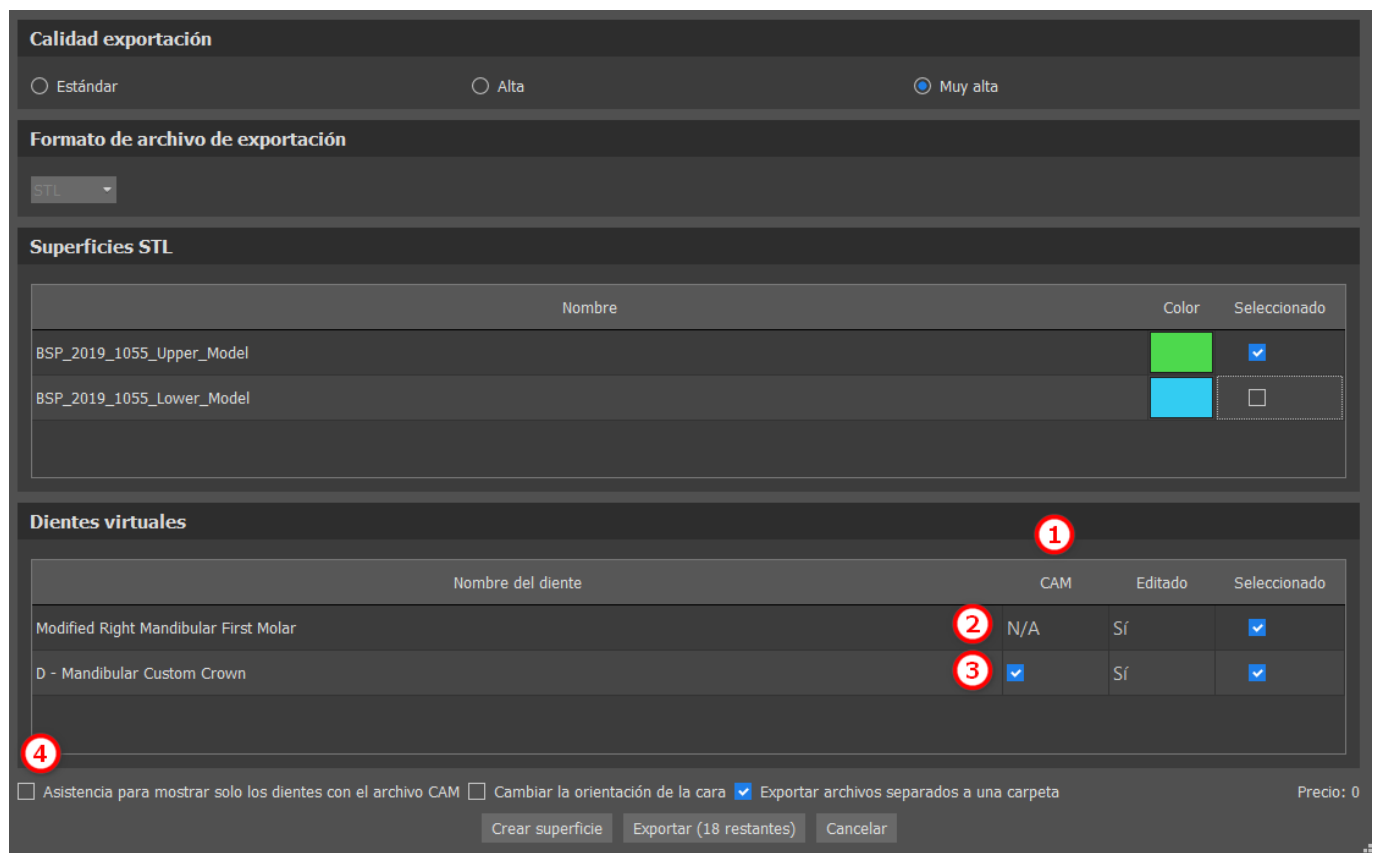 Calidad exportación
Estándar Alta Muy alta
Formato de archivo de exportación
STL
Superficies STL
Nombre Color Seleccionado
BSP_2019_1055_Upper_Model
BSP_2019_1055_Lower_Model
Dientes virtuales
1
Nombre del diente CAM Editado Seleccionado
Modified Right Mandibular First Molar 2 N/A Sí
D - Mandibular Custom Crown 3 Sí
4
Asistencia para mostrar solo los dientes con el archivo CAM Cambiar la orientación de la cara Exportar archivos separados a una carpeta Precio: 0
Crear superficie Exportar (18 restantes) Cancelar